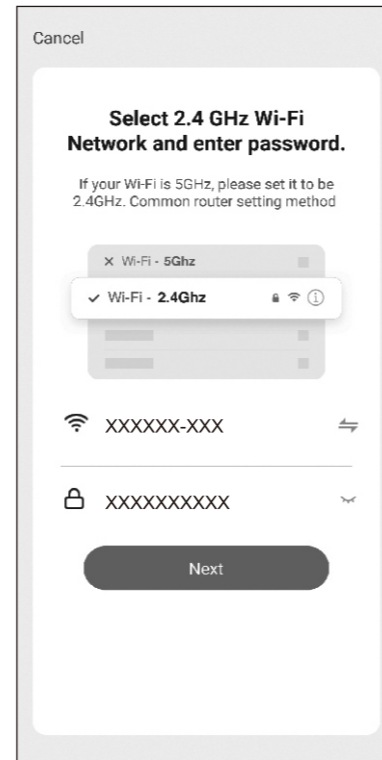 Cancel
Select 2.4 GHz Wi-Fi
Network and enter password.
If your Wi-Fi is 5GHz, please set it to be
2.4GHz. Common router setting method
× Wi-Fi - 5Ghz
✓ Wi-Fi - 2.4Ghz
XXXXXX-XXX
XXXXXXXXXX
Next